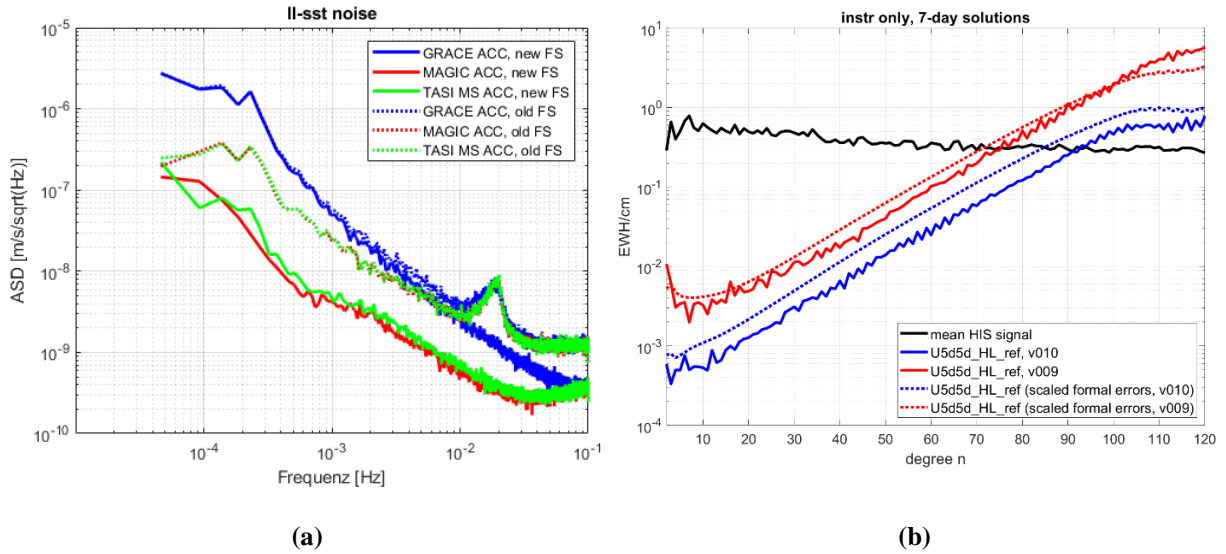 ll-sst noise
10^-5
10^-6
10^-7
10^-8
10^-9
10^-10
ASD [m/s/sqrt(Hz)]
GRACE ACC, new FS
MAGIC ACC, new FS
TASI MS ACC, new FS
GRACE ACC, old FS
MAGIC ACC, old FS
TASI MS ACC, old FS
10^-4 10^-3 10^-2 10^-1
Frequenz [Hz]
(a)
instr only, 7-day solutions
10^1
10^0
10^-1
10^-2
10^-3
10^-4
EWH/cm
mean HIS signal
U5d5d_HL_ref, v010
U5d5d_HL_ref, v009
U5d5d_HL_ref (scaled formal errors, v010)
U5d5d_HL_ref (scaled formal errors, v009)
10 20 30 40 50 60 70 80 90 100 110 120
degree n
(b)